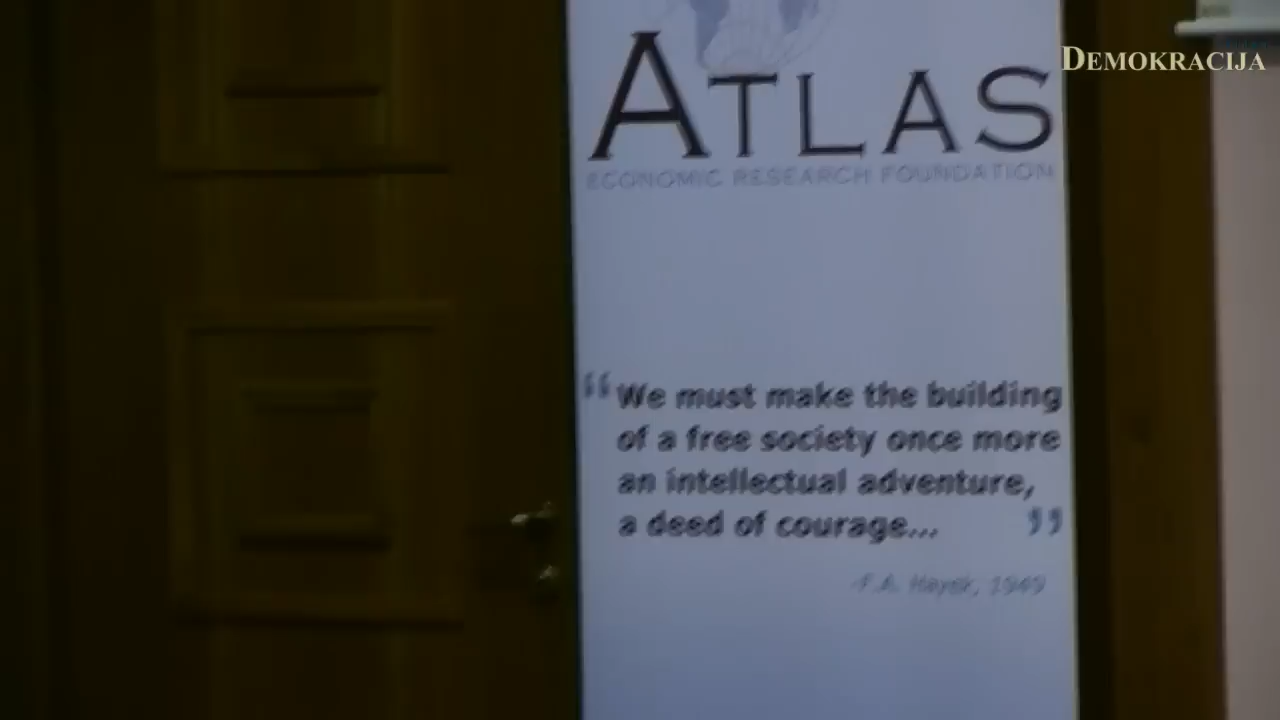 DEMOKRACIJA
ATLAS
ECONOMIC RESEARCH FOUNDATION
“We must make the building
of a free society once more
an intellectual adventure,
a deed of courage... ”
-F.A. Hayek, 1949